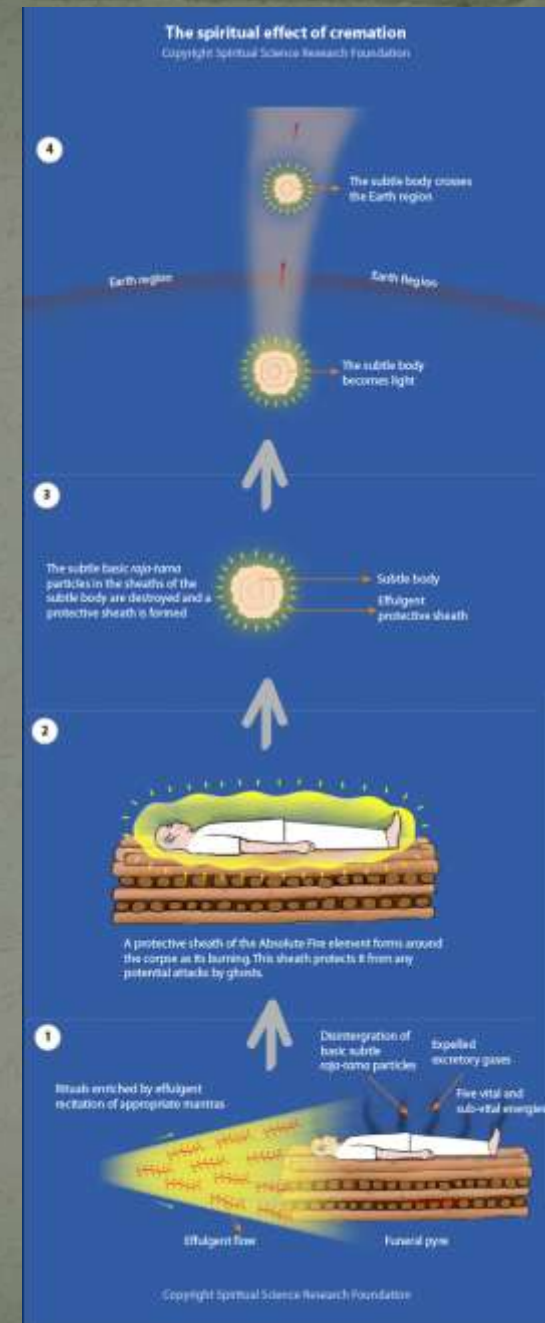 The spiritual effect of cremation
Copyright Spiritual Science Research Foundation
4
The subtle body crosses
the Earth region
Earth region
Earth Region
The subtle body
becomes light
3
The subtle basic raja-tama
particles in the sheaths of the
subtle body are destroyed and a
protective sheath is formed
Subtle body
Effulgent
protective sheath
2
A protective sheath of the Absolute Fire element forms around
the corpse as its burning. This sheath protects it from any
potential attacks by ghosts.
1
Disintergration of
basic subtle
raja-tama particles
Expelled
excretory gases
Rituals enriched by effulgent
recitation of appropriate mantras
Five vital and
sub-vital energies
Effulgent flow
Funeral pyre
Copyright Spiritual Science Research Foundation